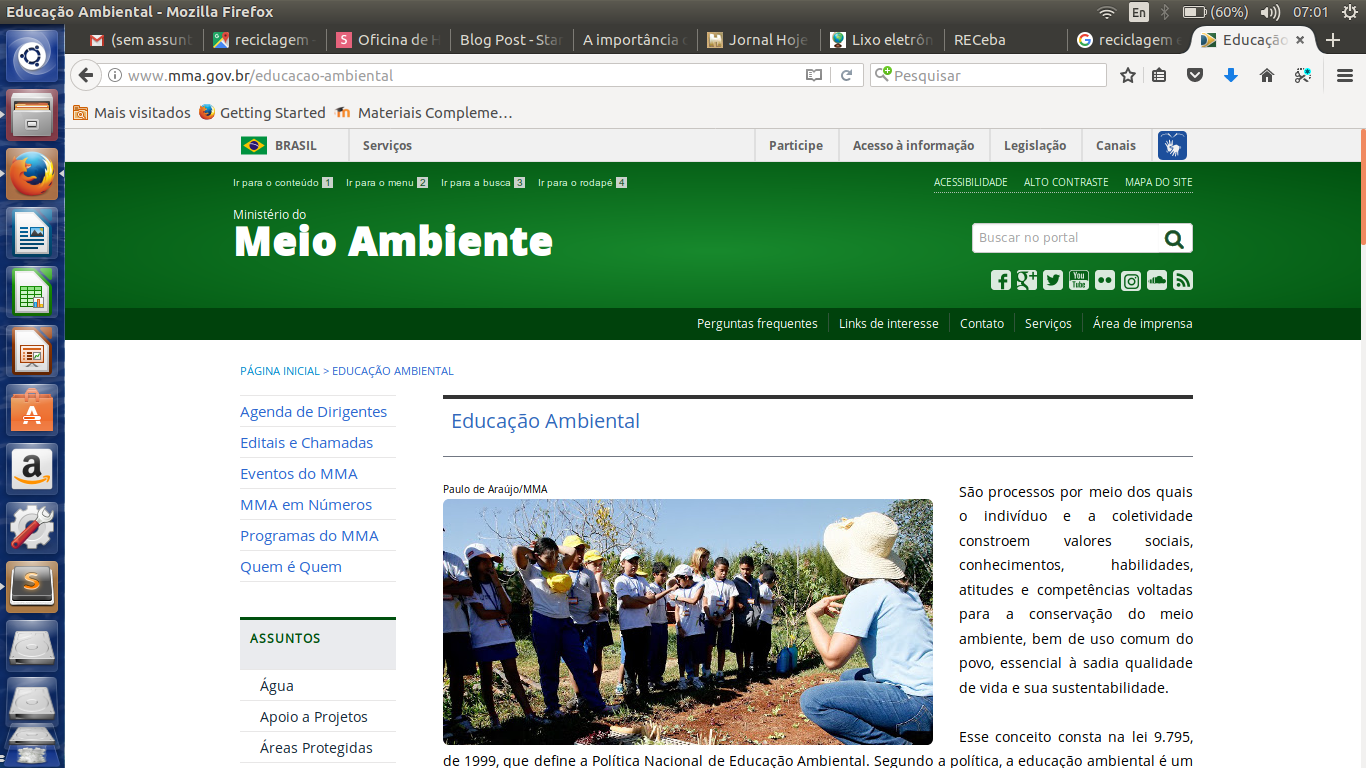 Educação Ambiental - Mozilla Firefox
En
(60%)
07:01
(sem assunt
reciclagem -
Oficina de H
Blog Post - Star
A importância d
Jornal Hoje
Lixo eletrôn
RECeba
reciclagem e
Educação
www.mma.gov.br/educacao-ambiental
Pesquisar
Mais visitados
Getting Started
Materiais Compleme...
BRASIL
Serviços
Participe
Acesso à informação
Legislação
Canais
Ir para o conteúdo 1
Ir para o menu 2
Ir para a busca 3
Ir para o rodapé 4
ACESSIBILIDADE
ALTO CONTRASTE
MAPA DO SITE
Ministério do
Meio Ambiente
Buscar no portal
You Tube
Perguntas frequentes
Links de interesse
Contato
Serviços
Área de imprensa
PÁGINA INICIAL > EDUCAÇÃO AMBIENTAL
Agenda de Dirigentes
Editais e Chamadas
Eventos do MMA
MMA em Números
Programas do MMA
Quem é Quem
ASSUNTOS
Água
Apoio a Projetos
Áreas Protegidas
Educação Ambiental
Paulo de Araújo/MMA
São processos por meio dos quais
o indivíduo e a coletividade
constroem valores sociais,
conhecimentos, habilidades,
atitudes e competências voltadas
para a conservação do meio
ambiente, bem de uso comum do
povo, essencial à sadia qualidade
de vida e sua sustentabilidade.
Esse conceito consta na lei 9.795,
de 1999, que define a Política Nacional de Educação Ambiental. Segundo a política, a educação ambiental é um